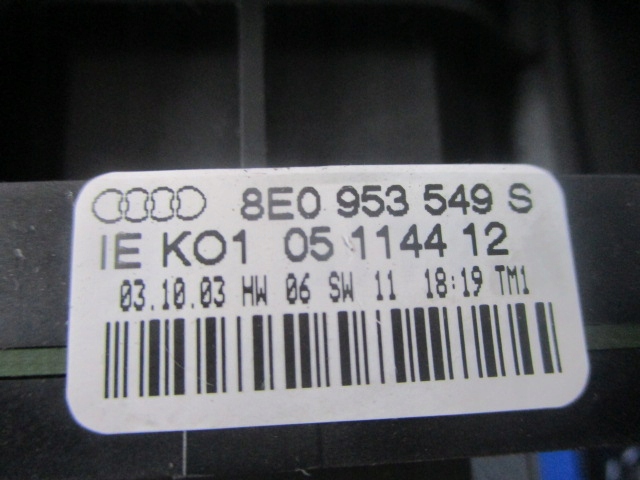 8E0 953 549 S
IE KO1 05 1144 12
03.10.03 HW 06 SW 11 18:19 TM1